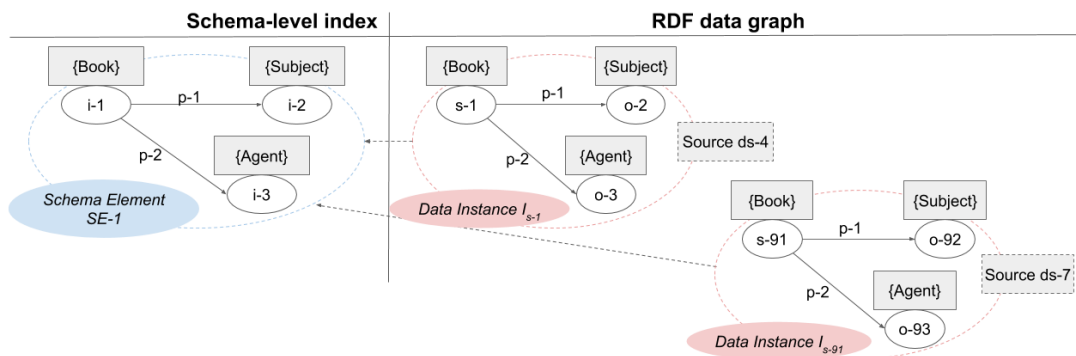 Schema-level index
RDF data graph
{Book}
{Subject}
i-1
p-1
i-2
p-2
{Agent}
i-3
Schema Element
SE-1
{Book}
{Subject}
s-1
p-1
o-2
p-2
{Agent}
o-3
Source ds-4
Data Instance I_s-1
{Book}
{Subject}
s-91
p-1
o-92
p-2
{Agent}
o-93
Source ds-7
Data Instance I_s-91